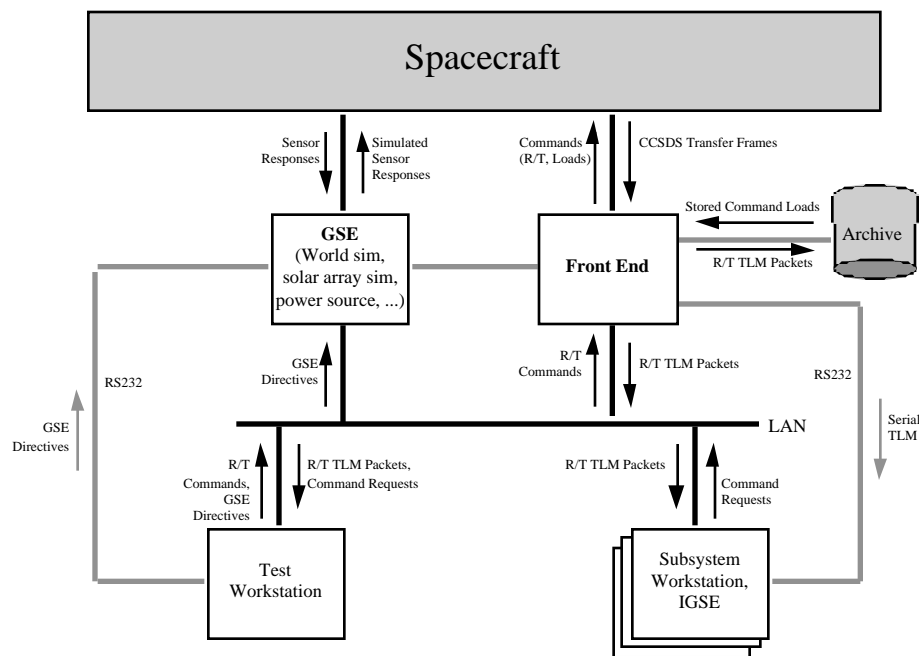 Spacecraft
Sensor
Responses
Simulated
Sensor
Responses
Commands
(R/T, Loads)
CCSDS Transfer Frames
Stored Command Loads
Archive
R/T TLM Packets
GSE
(World sim,
solar array sim,
power source, ...)
Front End
GSE
Directives
R/T
Commands
R/T TLM Packets
RS232
RS232
GSE
Directives
Serial
TLM
LAN
R/T
Commands,
GSE
Directives
R/T TLM Packets,
Command Requests
R/T TLM Packets
Command
Requests
Test
Workstation
Subsystem
Workstation,
IGSE